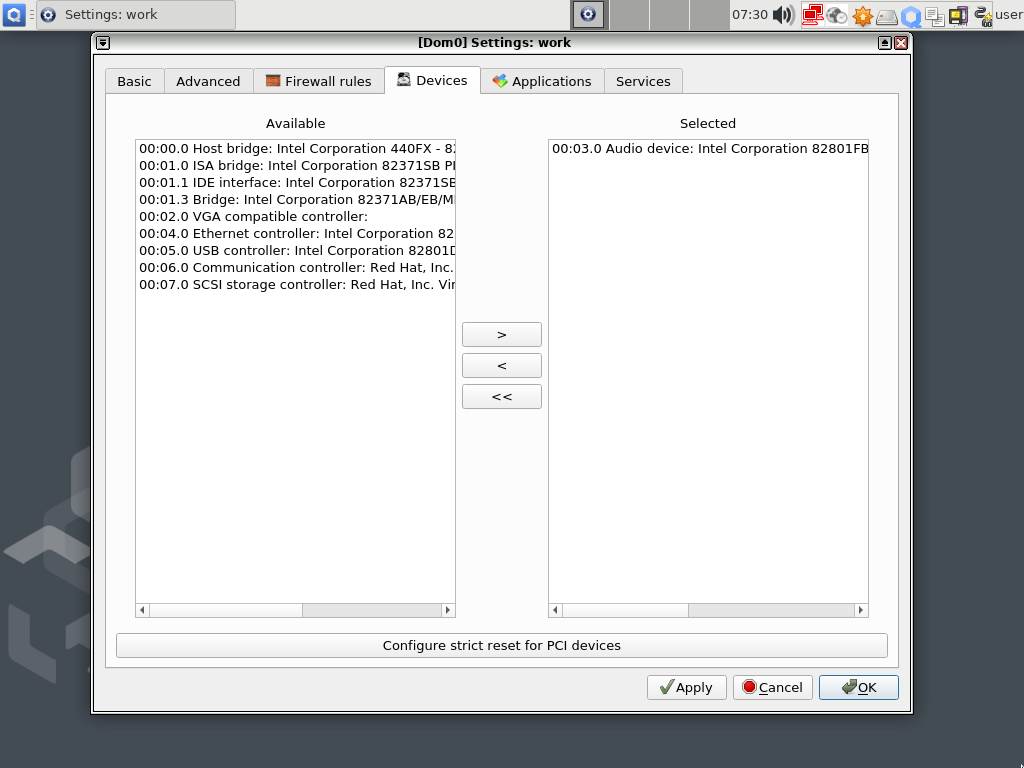 Settings: work
07:30
user
[Dom0] Settings: work
Basic
Advanced
Firewall rules
Devices
Applications
Services
Available
Selected
00:00.0 Host bridge: Intel Corporation 440FX -
00:01.0 ISA bridge: Intel Corporation 82371SB
00:01.1 IDE interface: Intel Corporation
00:01.3 Bridge: Intel Corporation 82371AB/EB/M
00:02.0 VGA compatible controller:
00:04.0 Ethernet controller: Intel Corporation 82
00:05.0 USB controller: Intel Corporation
00:06.0 Communication controller: Red Hat, Inc.
00:07.0 SCSI storage controller: Red Hat, Inc.
00:03.0 Audio device: Intel Corporation 82801FB
>
<
<<
Configure strict reset for PCI devices
Apply
Cancel
OK